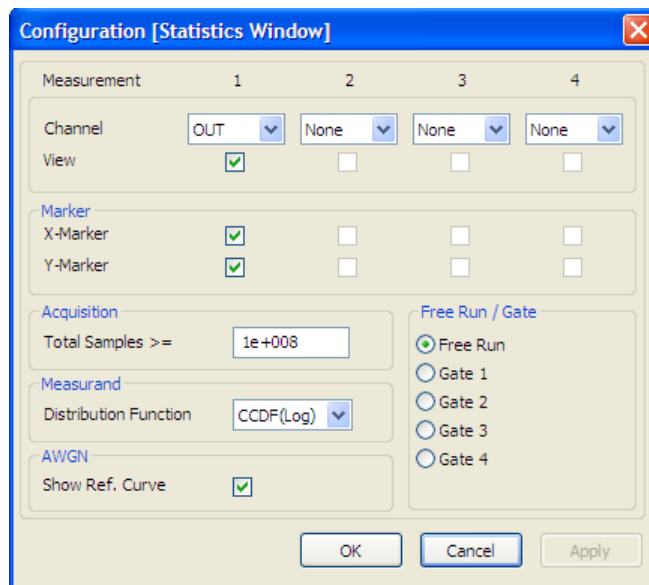 Configuration [Statistics Window]
Measurement 1 2 3 4
Channel OUT None None None
View
Marker
X-Marker
Y-Marker
Acquisition
Total Samples >= 1e+008
Measurand
Distribution Function CCDF(Log)
AWGN
Show Ref. Curve
Free Run / Gate
Free Run
Gate 1
Gate 2
Gate 3
Gate 4
OK Cancel Apply